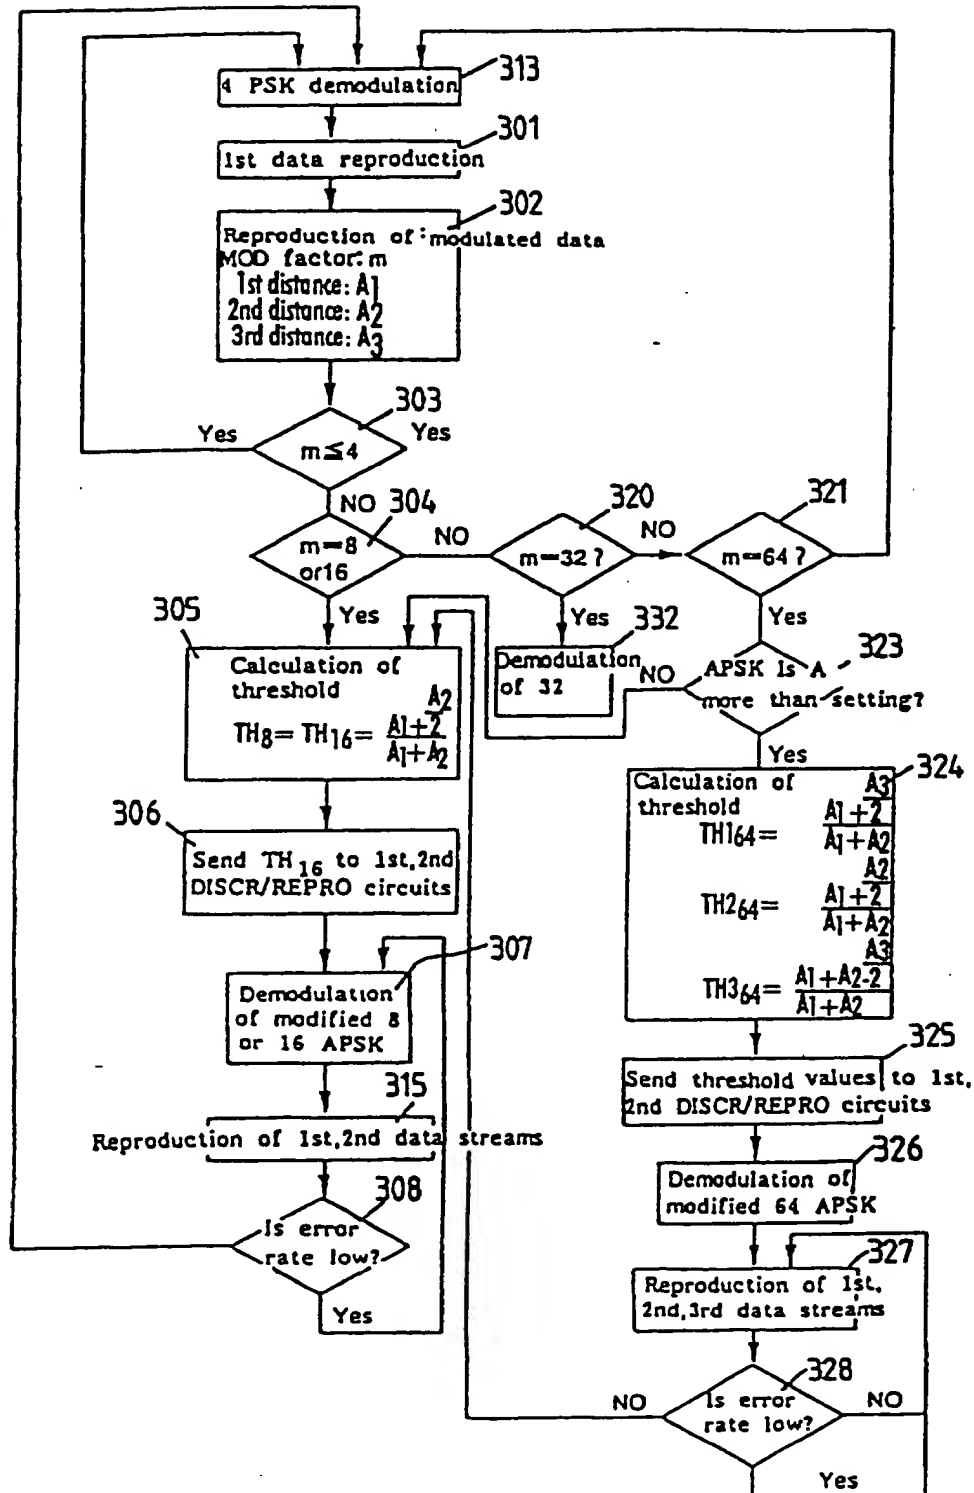 313
4 PSK demodulation
301
1st data reproduction
302
Reproduction of:modulated data
MOD factor:m
1st distance: A1
2nd distance: A2
3rd distance: A3
303
Yes
Yes
m≦4
NO
304
NO
320
NO
321
m=8
or16
m=32?
m=64?
305
Yes
Yes
332
Yes
Calculation of
threshold
A2
TH8= TH16= A1+2
A1+A2
Demodulation
of 32
NO
APSK Is A
323
more than setting?
Yes
324
Calculation of
threshold
A3
TH164= A1+2
A1+A2
A2
TH264= A1+2
A1+A2
A3
TH364= A1+A2-2
A1+A2
306
Send TH16 to 1st,2nd
DISCR/REPRO circuits
307
Demodulation
of modified 8
or 16 APSK
325
Send threshold values to 1st,
2nd DISCR/REPRO circuits
315
Reproduction of 1st,2nd data streams
326
Demodulation of
modified 64 APSK
308
Is error
rate low?
Yes
327
Reproduction of 1st,
2nd,3rd data streams
328
NO
Is error
rate low?
NO
Yes